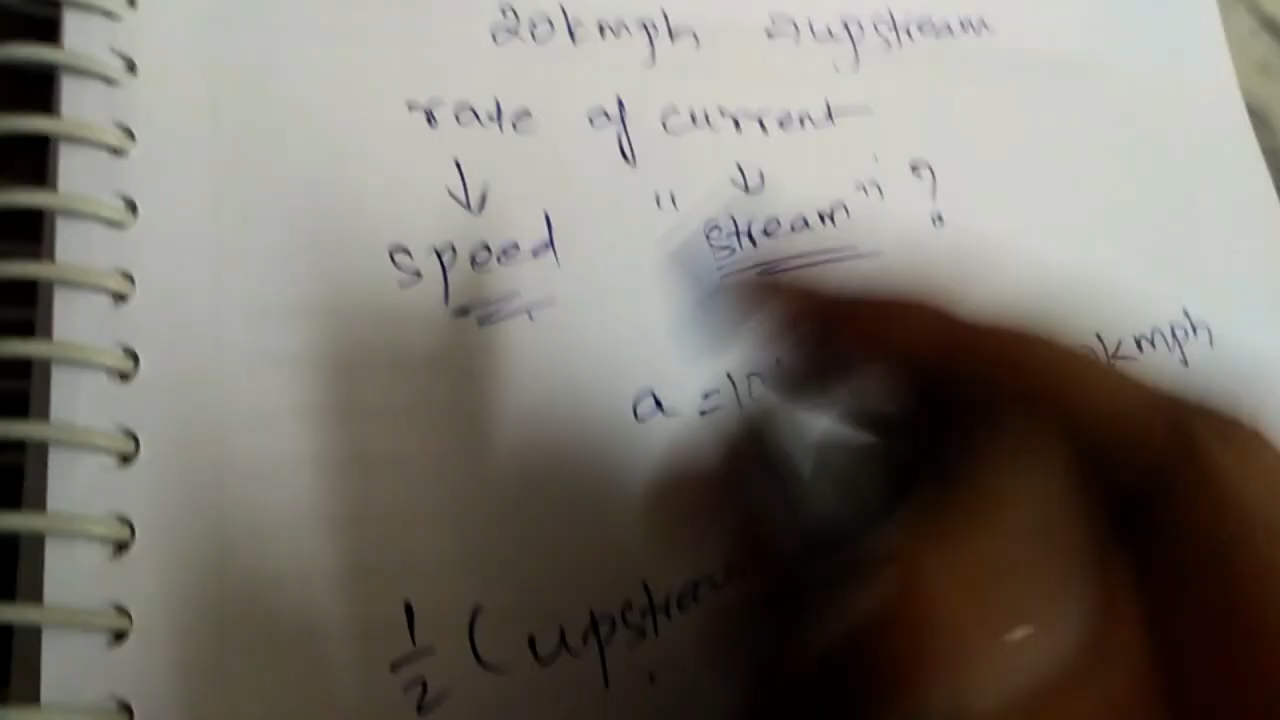 20kmph upstream
rate of current
↓ ↓
speed "stream" ?
a = 10 kmph
1/2 ( upstream